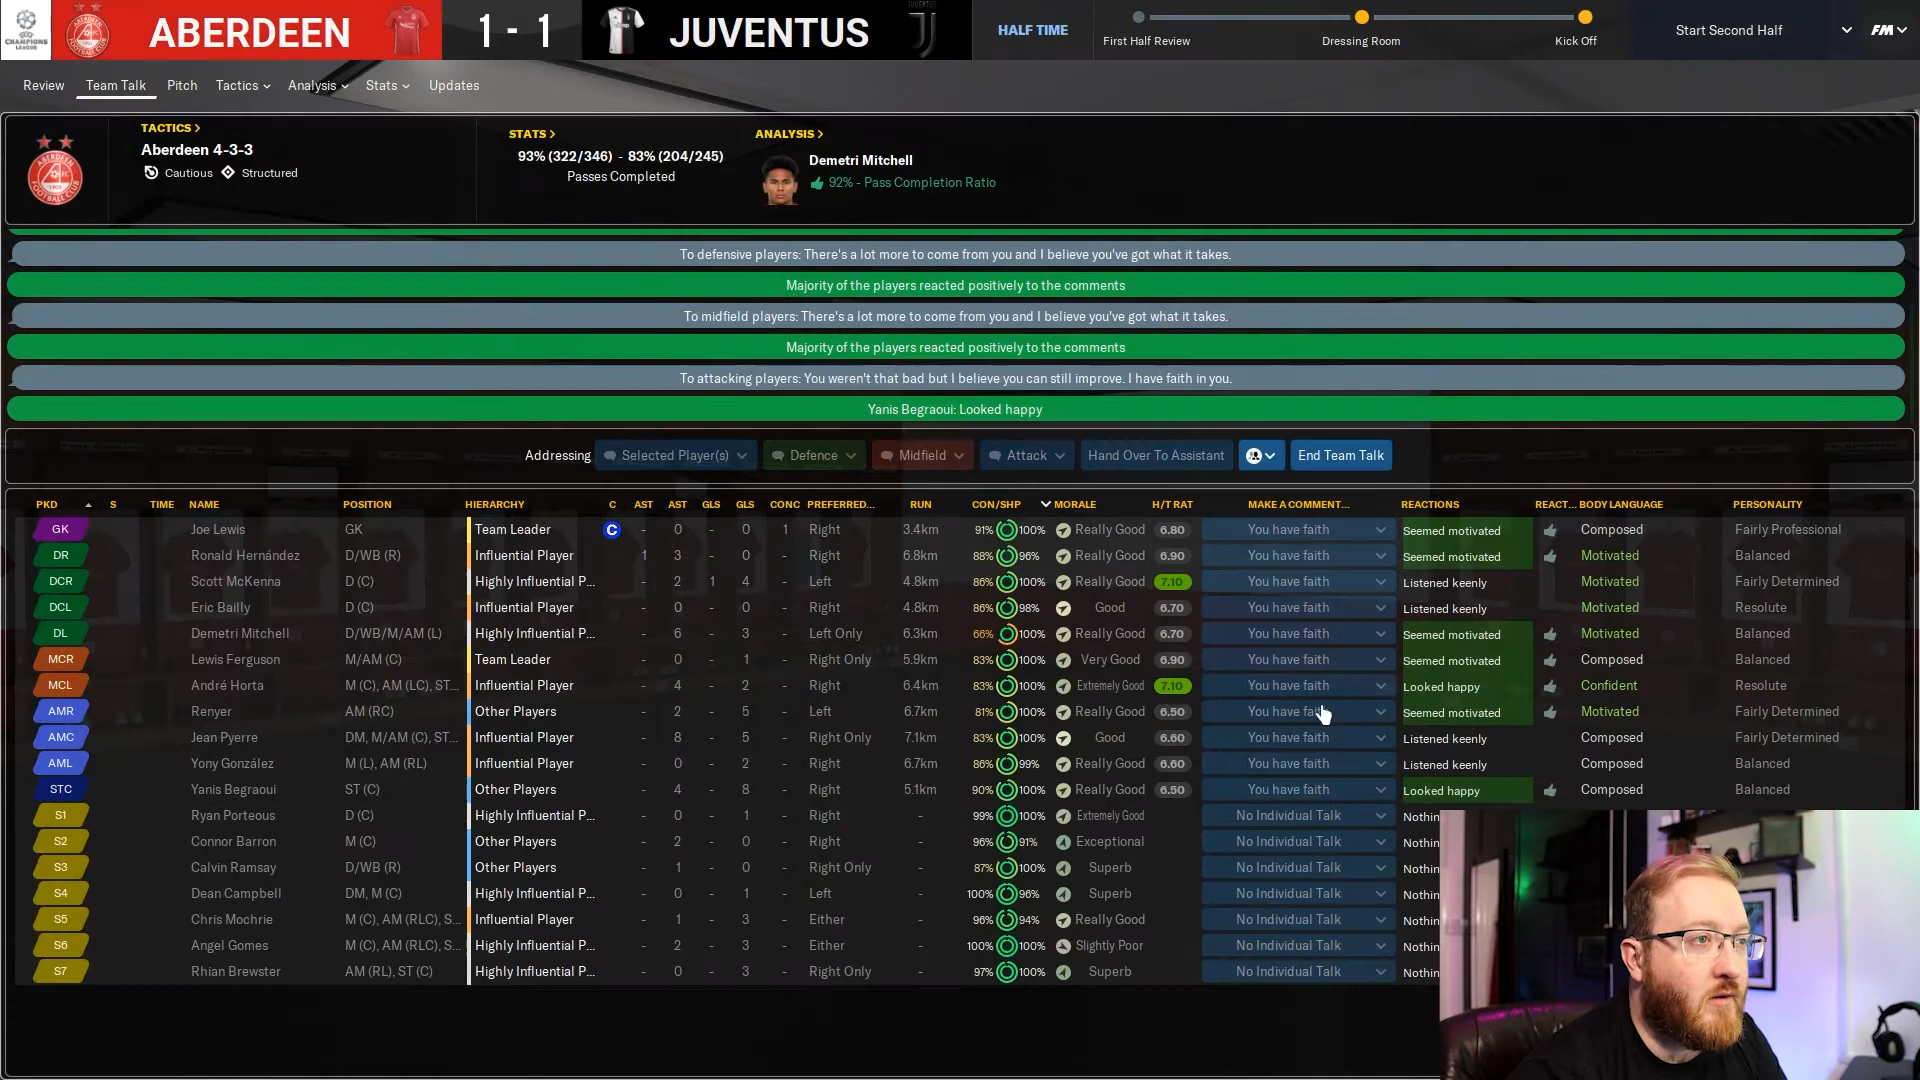 CHAMPIONS LEAGUE ABERDEEN 1 - 1 JUVENTUS HALF TIME First Half Review Dressing Room Kick Off Start Second Half FM
Review Team Talk Pitch Tactics Analysis Stats Updates
TACTICS >
Aberdeen 4-3-3
Cautious Structured
STATS >
93% (322/346) - 83% (204/245)
Passes Completed
ANALYSIS >
Demetri Mitchell
92% - Pass Completion Ratio
To defensive players: There's a lot more to come from you and I believe you've got what it takes.
Majority of the players reacted positively to the comments
To midfield players: There's a lot more to come from you and I believe you've got what it takes.
Majority of the players reacted positively to the comments
To attacking players: You weren't that bad but I believe you can still improve. I have faith in you.
Yanis Begraoui: Looked happy
Addressing Selected Player(s) Defence Midfield Attack Hand Over To Assistant End Team Talk
PKD S TIME NAME POSITION HIERARCHY C AST AST GLS GLS CONC PREFERRED... RUN CON/SHP MORALE H/T RAT MAKE A COMMENT... REACTIONS REACT... BODY LANGUAGE PERSONALITY
GK Joe Lewis GK Team Leader C - 0 - 0 1 Right 3.4km 91% 100% Really Good 6.80 You have faith Seemed motivated Composed Fairly Professional
DR Ronald Hernández D/WB (R) Influential Player 1 3 - 0 - Right 6.8km 88% 96% Really Good 6.90 You have faith Seemed motivated Motivated Balanced
DCR Scott McKenna D (C) Highly Influential P... - 2 1 4 - Left 4.8km 86% 100% Really Good 7.10 You have faith Listened keenly Motivated Fairly Determined
DCL Eric Bailly D (C) Influential Player - 0 - 0 - Right 4.8km 86% 98% Good 6.70 You have faith Listened keenly Motivated Resolute
DL Demetri Mitchell D/WB/M/AM (L) Highly Influential P... - 6 - 3 - Left Only 6.3km 66% 100% Really Good 6.70 You have faith Seemed motivated Motivated Balanced
MCR Lewis Ferguson M/AM (C) Team Leader - 0 - 1 - Right Only 5.9km 83% 100% Very Good 6.90 You have faith Seemed motivated Composed Balanced
MCL André Horta M (C), AM (LC), ST... Influential Player - 4 - 2 - Right 6.4km 83% 100% Extremely Good 7.10 You have faith Looked happy Confident Resolute
AMR Renyer AM (RC) Other Players - 2 - 5 - Left 6.7km 81% 100% Really Good 6.50 You have faith Seemed motivated Motivated Fairly Determined
AMC Jean Pyerre DM, M/AM (C), ST... Influential Player - 8 - 5 - Right Only 7.1km 83% 100% Good 6.60 You have faith Listened keenly Composed Fairly Determined
AML Yony González M (L), AM (RL) Influential Player - 0 - 2 - Right 6.7km 86% 99% Really Good 6.60 You have faith Listened keenly Composed Balanced
STC Yanis Begraoui ST (C) Other Players - 4 - 8 - Right 5.1km 90% 100% Really Good 6.50 You have faith Looked happy Composed Balanced
S1 Ryan Porteous D (C) Highly Influential P... - 0 - 1 - Right - 99% 100% Extremely Good No Individual Talk Nothin
S2 Connor Barron M (C) Other Players - 2 - 0 - Right - 96% 91% Exceptional No Individual Talk Nothin
S3 Calvin Ramsay D/WB (R) Other Players - 1 - 0 - Right Only - 87% 100% Superb No Individual Talk Nothin
S4 Dean Campbell DM, M (C) Highly Influential P... - 0 - 1 - Left - 100% 96% Superb No Individual Talk Nothin
S5 Chris Mochrie M (C), AM (RLC), S... Influential Player - 1 - 3 - Either - 96% 94% Really Good No Individual Talk Nothin
S6 Angel Gomes M (C), AM (RLC), S... Highly Influential P... - 2 - 3 - Either - 100% 100% Slightly Poor No Individual Talk Nothin
S7 Rhian Brewster AM (RL), ST (C) Highly Influential P... - 0 - 3 - Right Only - 97% 100% Superb No Individual Talk Nothin